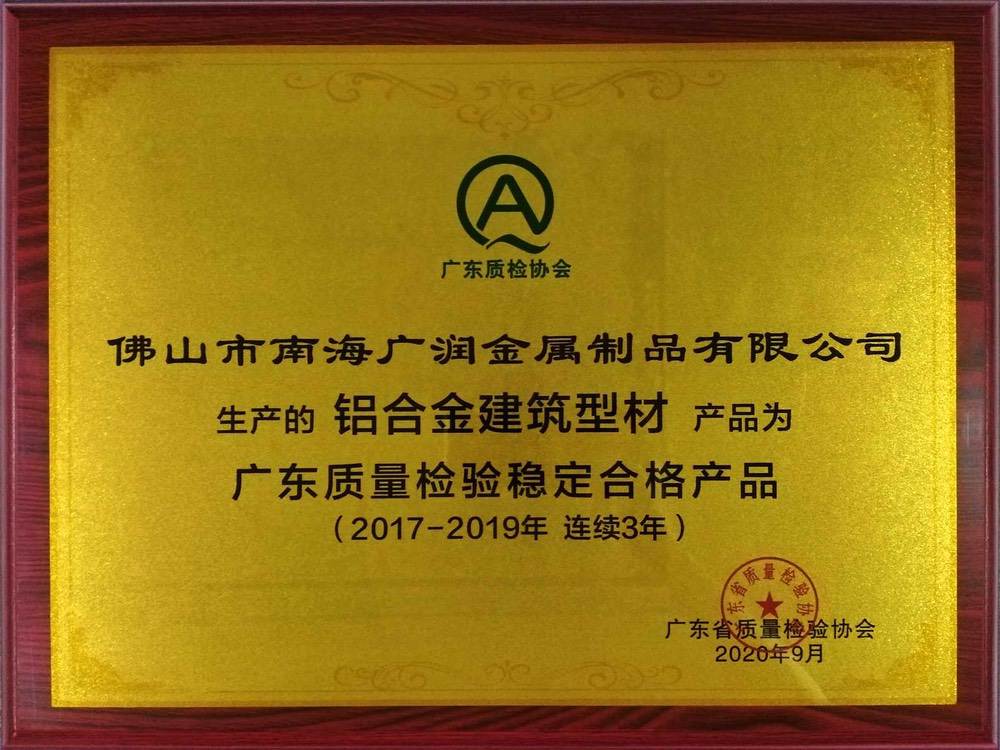 广东质检协会
佛山市南海广润金属制品有限公司
生产的 铝合金建筑型材 产品为
广东质量检验稳定合格产品
（2017-2019年 连续3年）
广东省质量检验协会
2020年9月